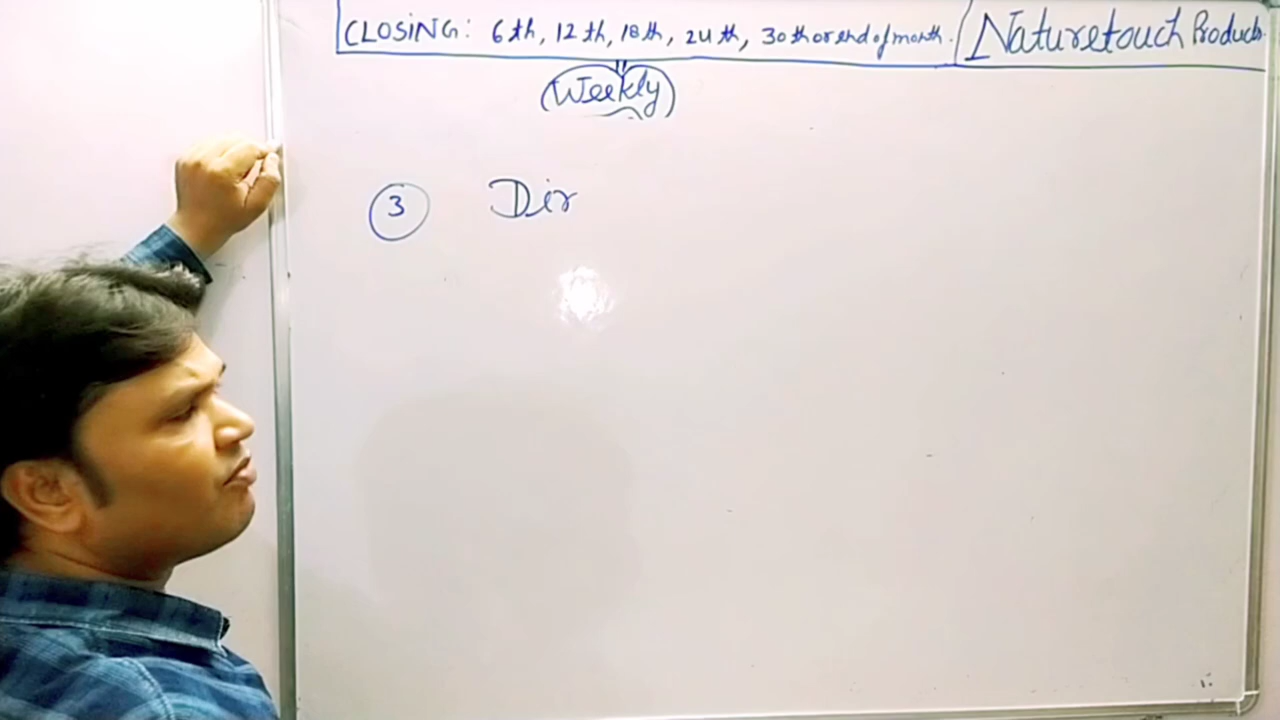 CLOSING: 6th, 12th, 18th, 24th, 30th or end of month. Naturetouch Products
(Weekly)
3 Dir